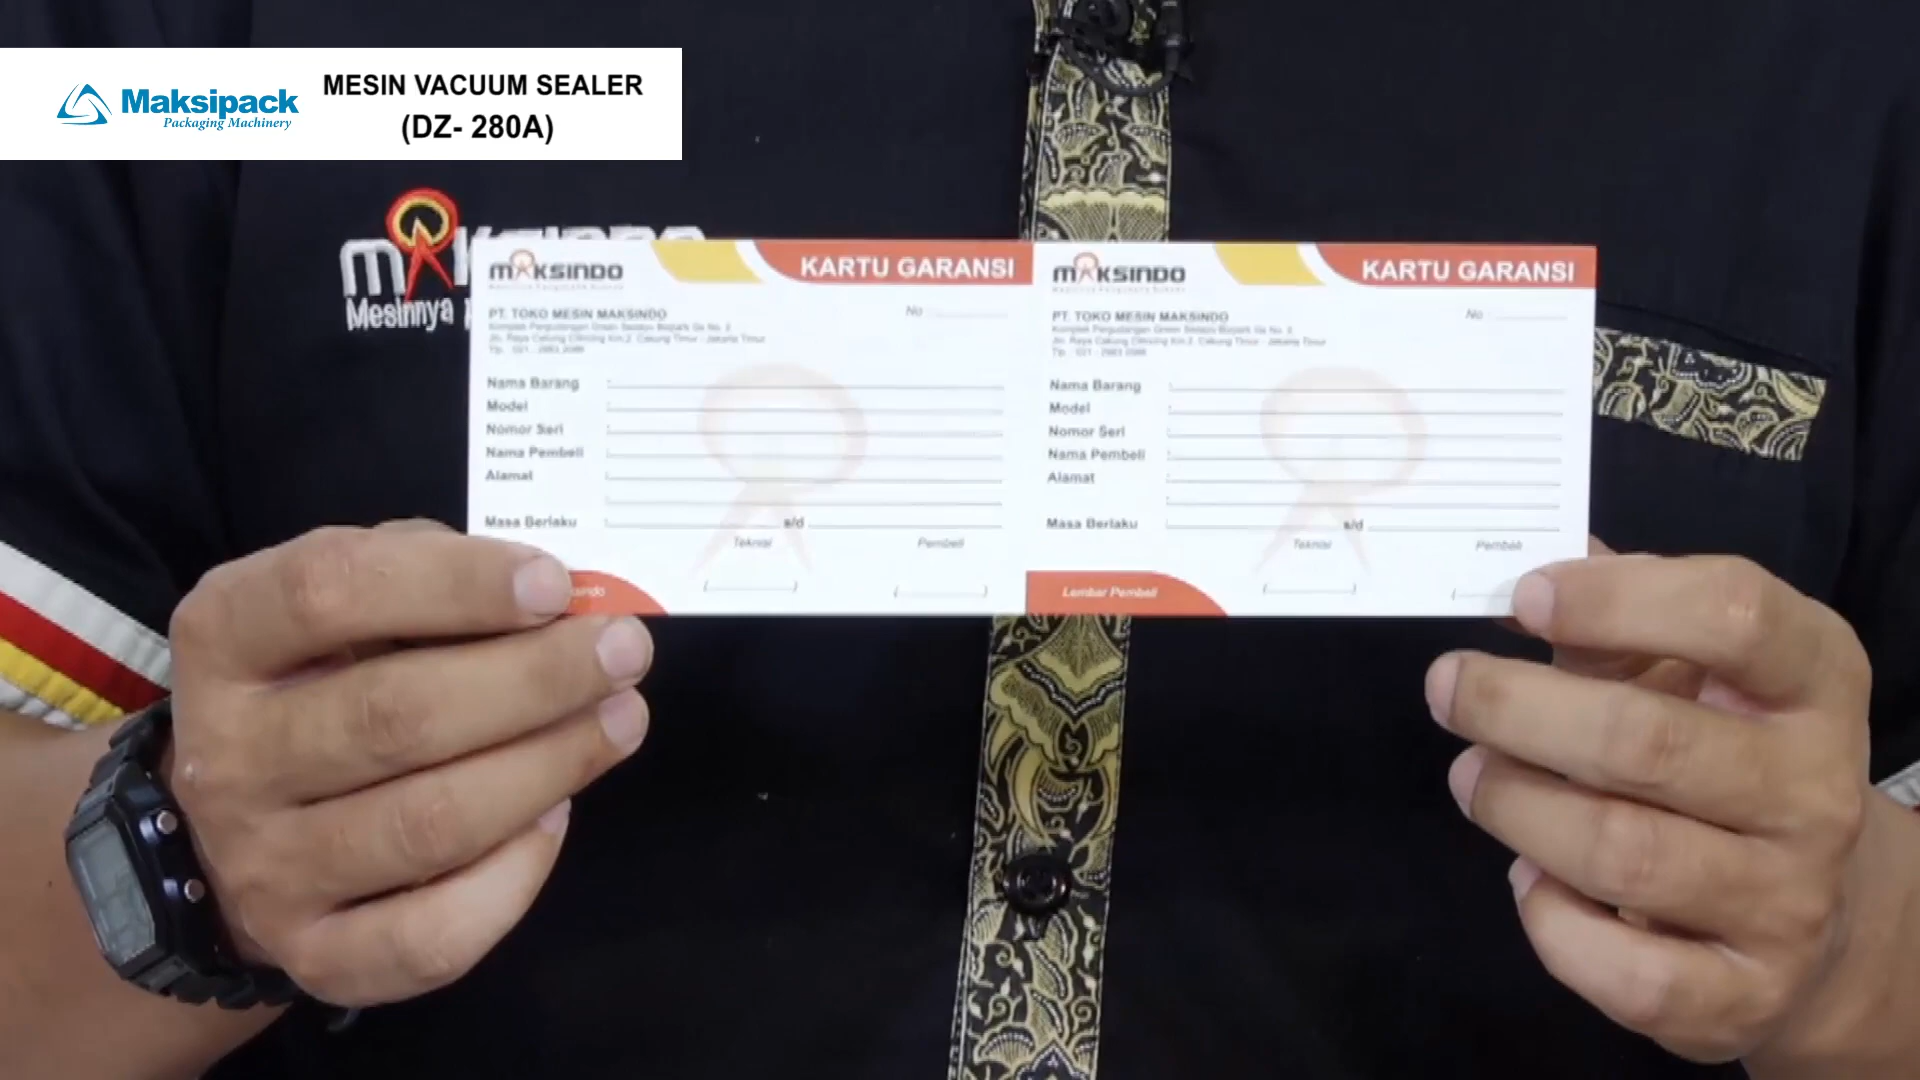 Maksipack
Packaging Machinery
MESIN VACUUM SEALER
(DZ- 280A)
Mesinnya
MAKSINDO
KARTU GARANSI
PT. TOKO MESIN MAKSINDO
No
Nama Barang :
Model :
Nomor Seri :
Nama Pembeli :
Alamat :
Masa Berlaku : s/d
Teknisi
Pembeli
MAKSINDO
KARTU GARANSI
PT. TOKO MESIN MAKSINDO
No
Nama Barang :
Model :
Nomor Seri :
Nama Pembeli :
Alamat :
Masa Berlaku : s/d
Teknisi
Pembeli
Lembar Pembeli